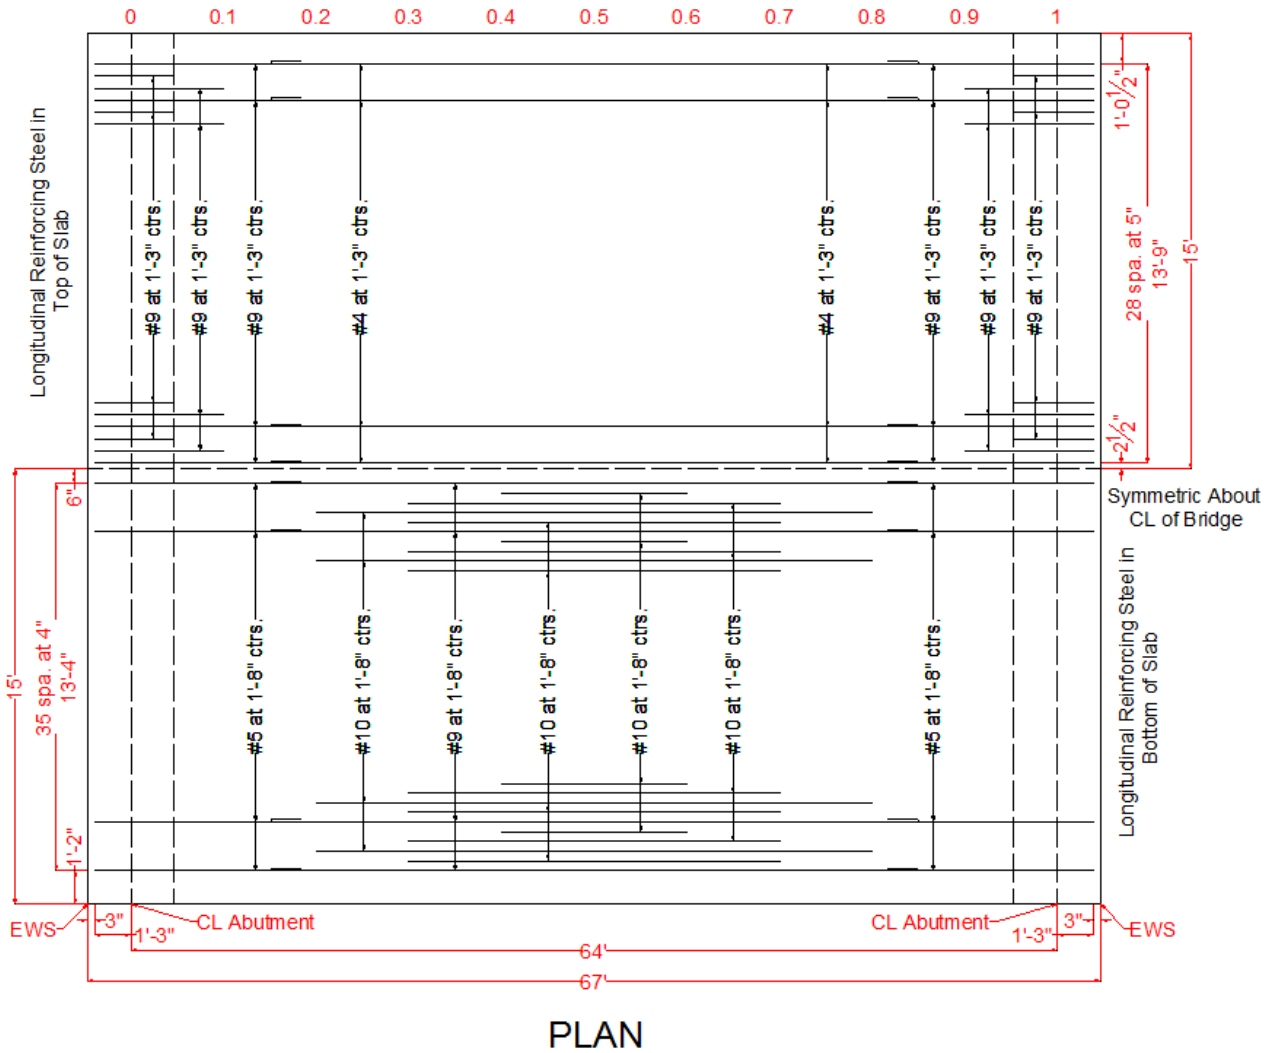 0 0.1 0.2 0.3 0.4 0.5 0.6 0.7 0.8 0.9 1
Longitudinal Reinforcing Steel in
Top of Slab
#9 at 1'-3" ctrs.
#9 at 1'-3" ctrs.
#9 at 1'-3" ctrs.
#4 at 1'-3" ctrs.
#4 at 1'-3" ctrs.
#9 at 1'-3" ctrs.
#9 at 1'-3" ctrs.
#9 at 1'-3" ctrs.
1'-0 1/2"
28 spa. at 5"
13'-9"
15'
2 1/2"
Symmetric About
CL of Bridge
15'
35 spa. at 4"
13'-4"
6"
1'-2"
#5 at 1'-8" ctrs.
#10 at 1'-8" ctrs.
#9 at 1'-8" ctrs.
#10 at 1'-8" ctrs.
#10 at 1'-8" ctrs.
#10 at 1'-8" ctrs.
#5 at 1'-8" ctrs.
Longitudinal Reinforcing Steel in
Bottom of Slab
EWS
3"
1'-3"
CL Abutment
CL Abutment
1'-3"
3"
EWS
64'
67'
PLAN